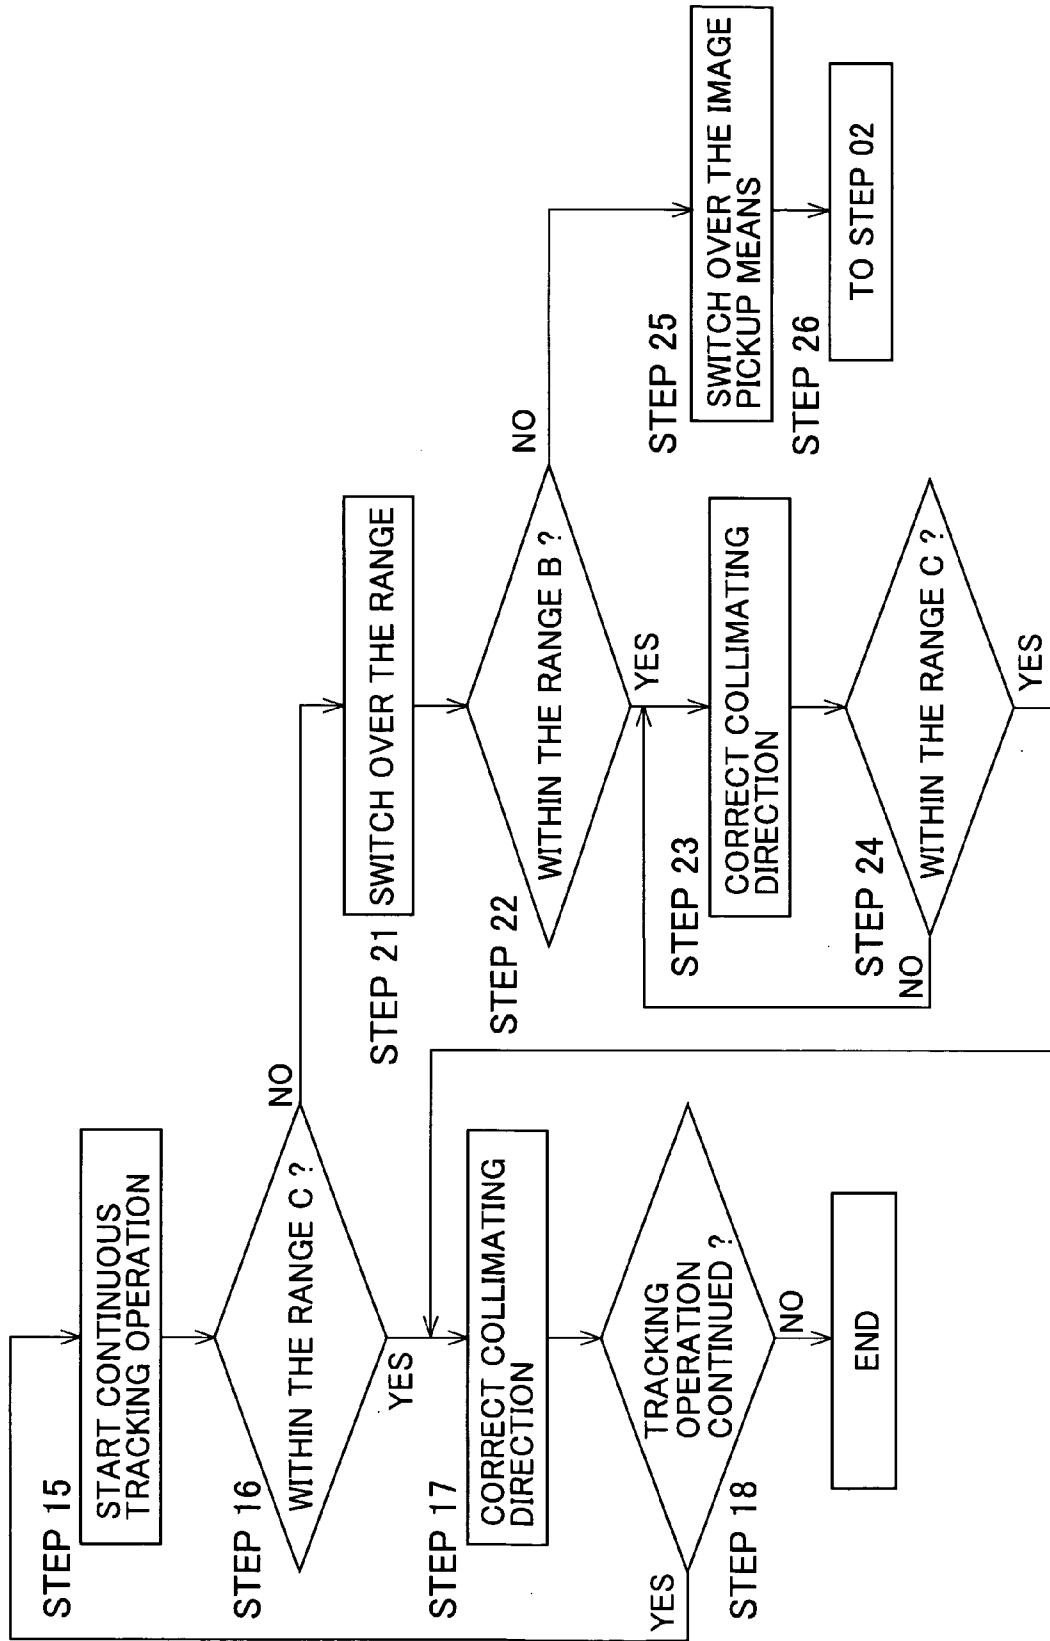 STEP 15
START CONTINUOUS
TRACKING OPERATION
STEP 16
WITHIN THE RANGE C ?
NO
YES
STEP 17
CORRECT COLLIMATING
DIRECTION
STEP 18
TRACKING
OPERATION
CONTINUED ?
YES
NO
END
STEP 21
SWITCH OVER THE RANGE
STEP 22
WITHIN THE RANGE B ?
NO
YES
STEP 23
CORRECT COLLIMATING
DIRECTION
STEP 24
WITHIN THE RANGE C ?
NO
YES
STEP 25
SWITCH OVER THE IMAGE
PICKUP MEANS
STEP 26
TO STEP 02